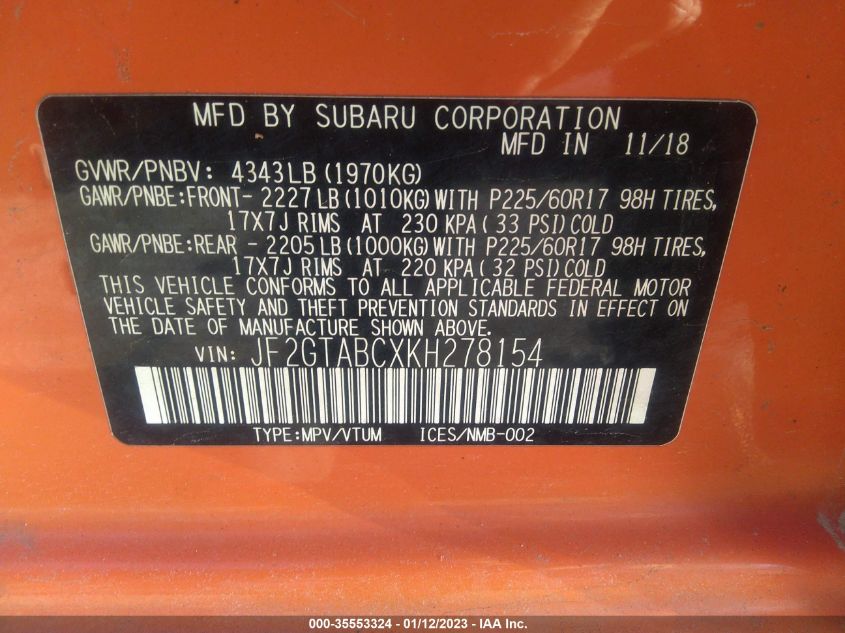 MFD BY SUBARU CORPORATION
MFD IN 11/18
GVWR/PNBV: 4343LB (1970KG)
GAWR/PNBE:FRONT- 2227LB (1010KG) WITH P225/60R17 98H TIRES,
17X7J RIMS AT 230 KPA( 33 PSI) COLD
GAWR/PNBE:REAR - 2205LB (1000KG) WITH P225/60R17 98H TIRES,
17X7J RIMS AT 220 KPA( 32 PSI) COLD
THIS VEHICLE CONFORMS TO ALL APPLICABLE FEDERAL MOTOR
VEHICLE SAFETY AND THEFT PREVENTION STANDARDS IN EFFECT ON
THE DATE OF MANUFACTURE SHOWN ABOVE.
VIN: JF2GTABCXKH278154
TYPE:MPV/VTUM ICES/NMB-002
000-35553324 - 01/12/2023 - IAA Inc.